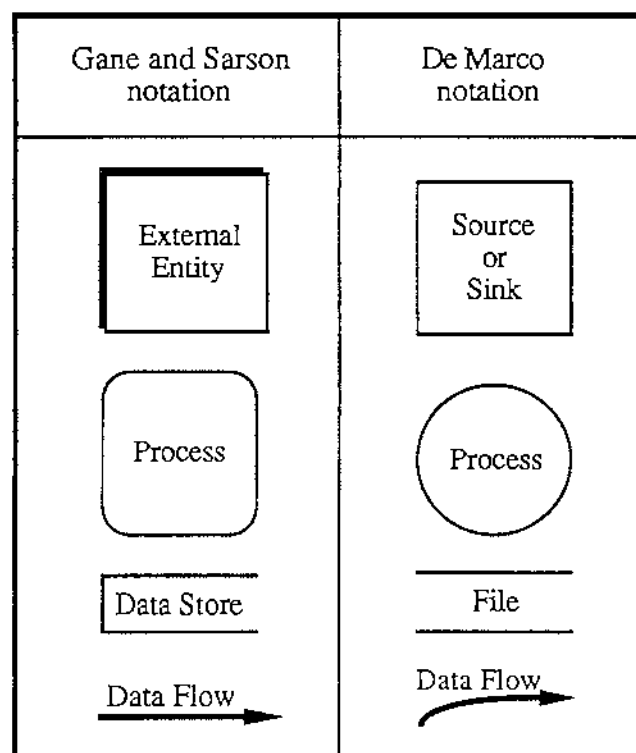 Gane and Sarson
notation
De Marco
notation
External
Entity
Source
or
Sink
Process
Process
Data Store
File
Data Flow
Data Flow